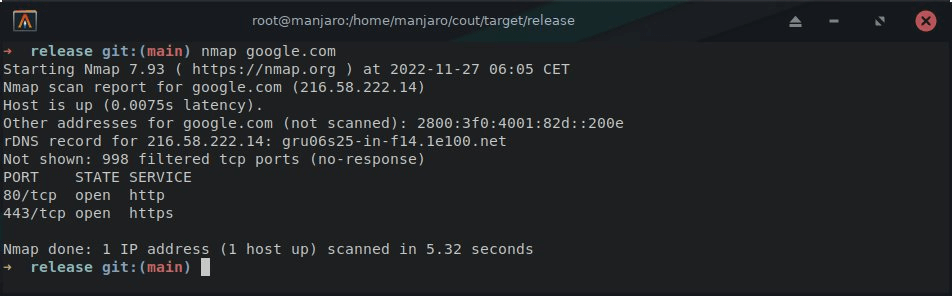 root@manjaro:/home/manjaro/cout/target/release
➜  release git:(main) nmap google.com
Starting Nmap 7.93 ( https://nmap.org ) at 2022-11-27 06:05 CET
Nmap scan report for google.com (216.58.222.14)
Host is up (0.0075s latency).
Other addresses for google.com (not scanned): 2800:3f0:4001:82d::200e
rDNS record for 216.58.222.14: gru06s25-in-f14.1e100.net
Not shown: 998 filtered tcp ports (no-response)
PORT    STATE SERVICE
80/tcp  open  http
443/tcp open  https
Nmap done: 1 IP address (1 host up) scanned in 5.32 seconds
➜  release git:(main)